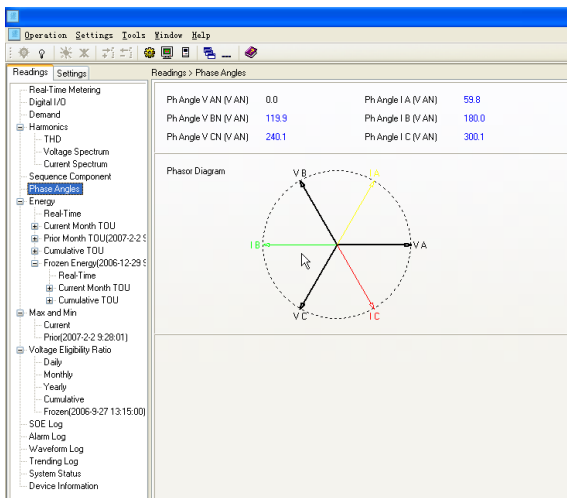 Operation Settings Tools Window Help
Readings Settings
Readings > Phase Angles
Real-Time Metering
Digital I/O
Demand
Harmonics
THD
Voltage Spectrum
Current Spectrum
Sequence Component
Phase Angles
Energy
Real-Time
Current Month TOU
Prior Month TOU(2007-2-2 9
Cumulative TOU
Frozen Energy(2006-12-29 9
Real-Time
Current Month TOU
Cumulative TOU
Max and Min
Current
Prior(2007-2-2 9:28:01)
Voltage Eligibility Ratio
Daily
Monthly
Yearly
Cumulative
Frozen(2006-9-27 13:15:00)
SOE Log
Alarm Log
Waveform Log
Trending Log
System Status
Device Information
Ph Angle V AN (V AN) 0.0 Ph Angle I A (V AN) 59.8
Ph Angle V BN (V AN) 119.9 Ph Angle I B (V AN) 180.0
Ph Angle V CN (V AN) 240.1 Ph Angle I C (V AN) 300.1
Phasor Diagram
V B I A
I B V A
V C I C